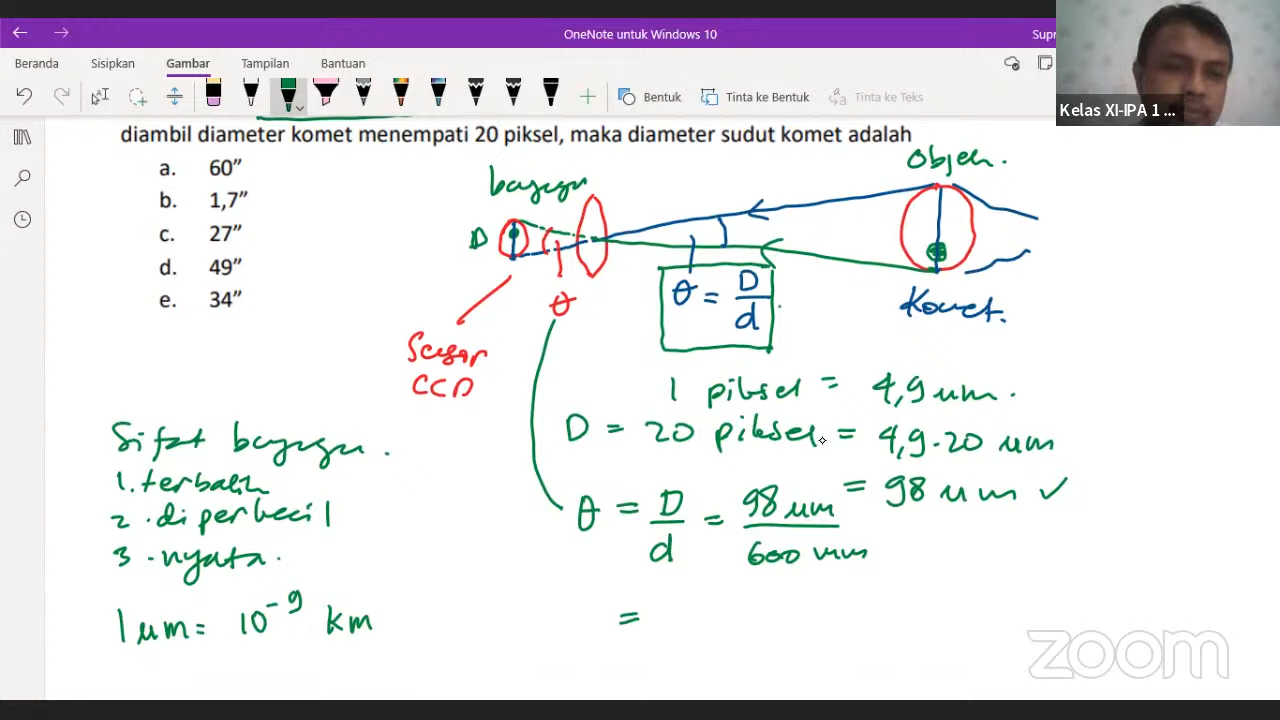 OneNote untuk Windows 10
Supr
Beranda Sisipkan Gambar Tampilan Bantuan
Bentuk Tinta ke Bentuk Tinta ke Teks
Kelas XI-IPA 1 ...
diambil diameter komet menempati 20 piksel, maka diameter sudut komet adalah
a. 60”
b. 1,7”
c. 27”
d. 49”
e. 34”
bayagn
Objek.
D
θ
θ = D/d
Komet.
CCD
1 piksel = 4,9 um.
D = 20 piksel = 4,9.20 um
= 98 um ✓
θ = D/d = 98 um/600 mm
=
Sifat bayagn.
1. terbalik
2. diperkecil
3. nyata.
1 um = 10⁻⁹ km
zoom